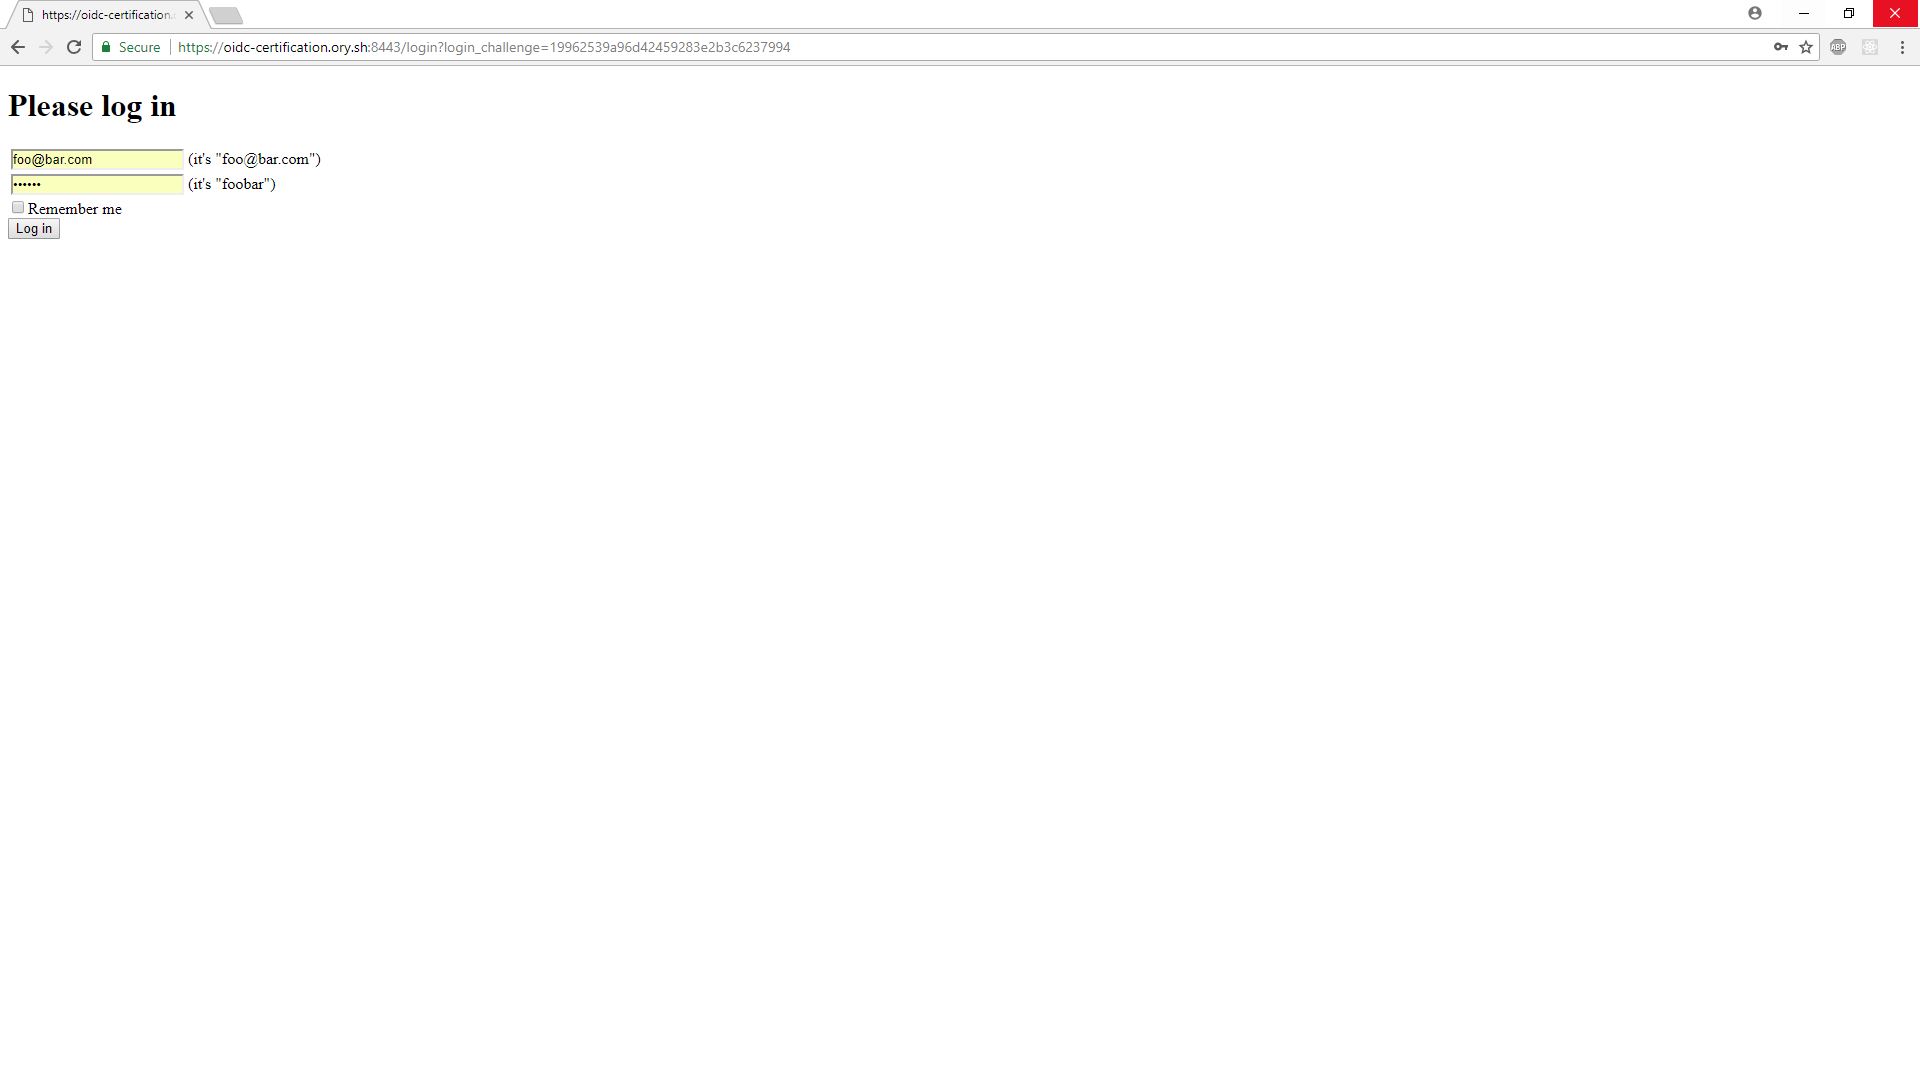 https://oidc-certification.
Secure https://oidc-certification.ory.sh:8443/login?login_challenge=19962539a96d42459283e2b3c6237994
ABP
Please log in
foo@bar.com (it's "foo@bar.com")
•••••• (it's "foobar")
Remember me
Log in